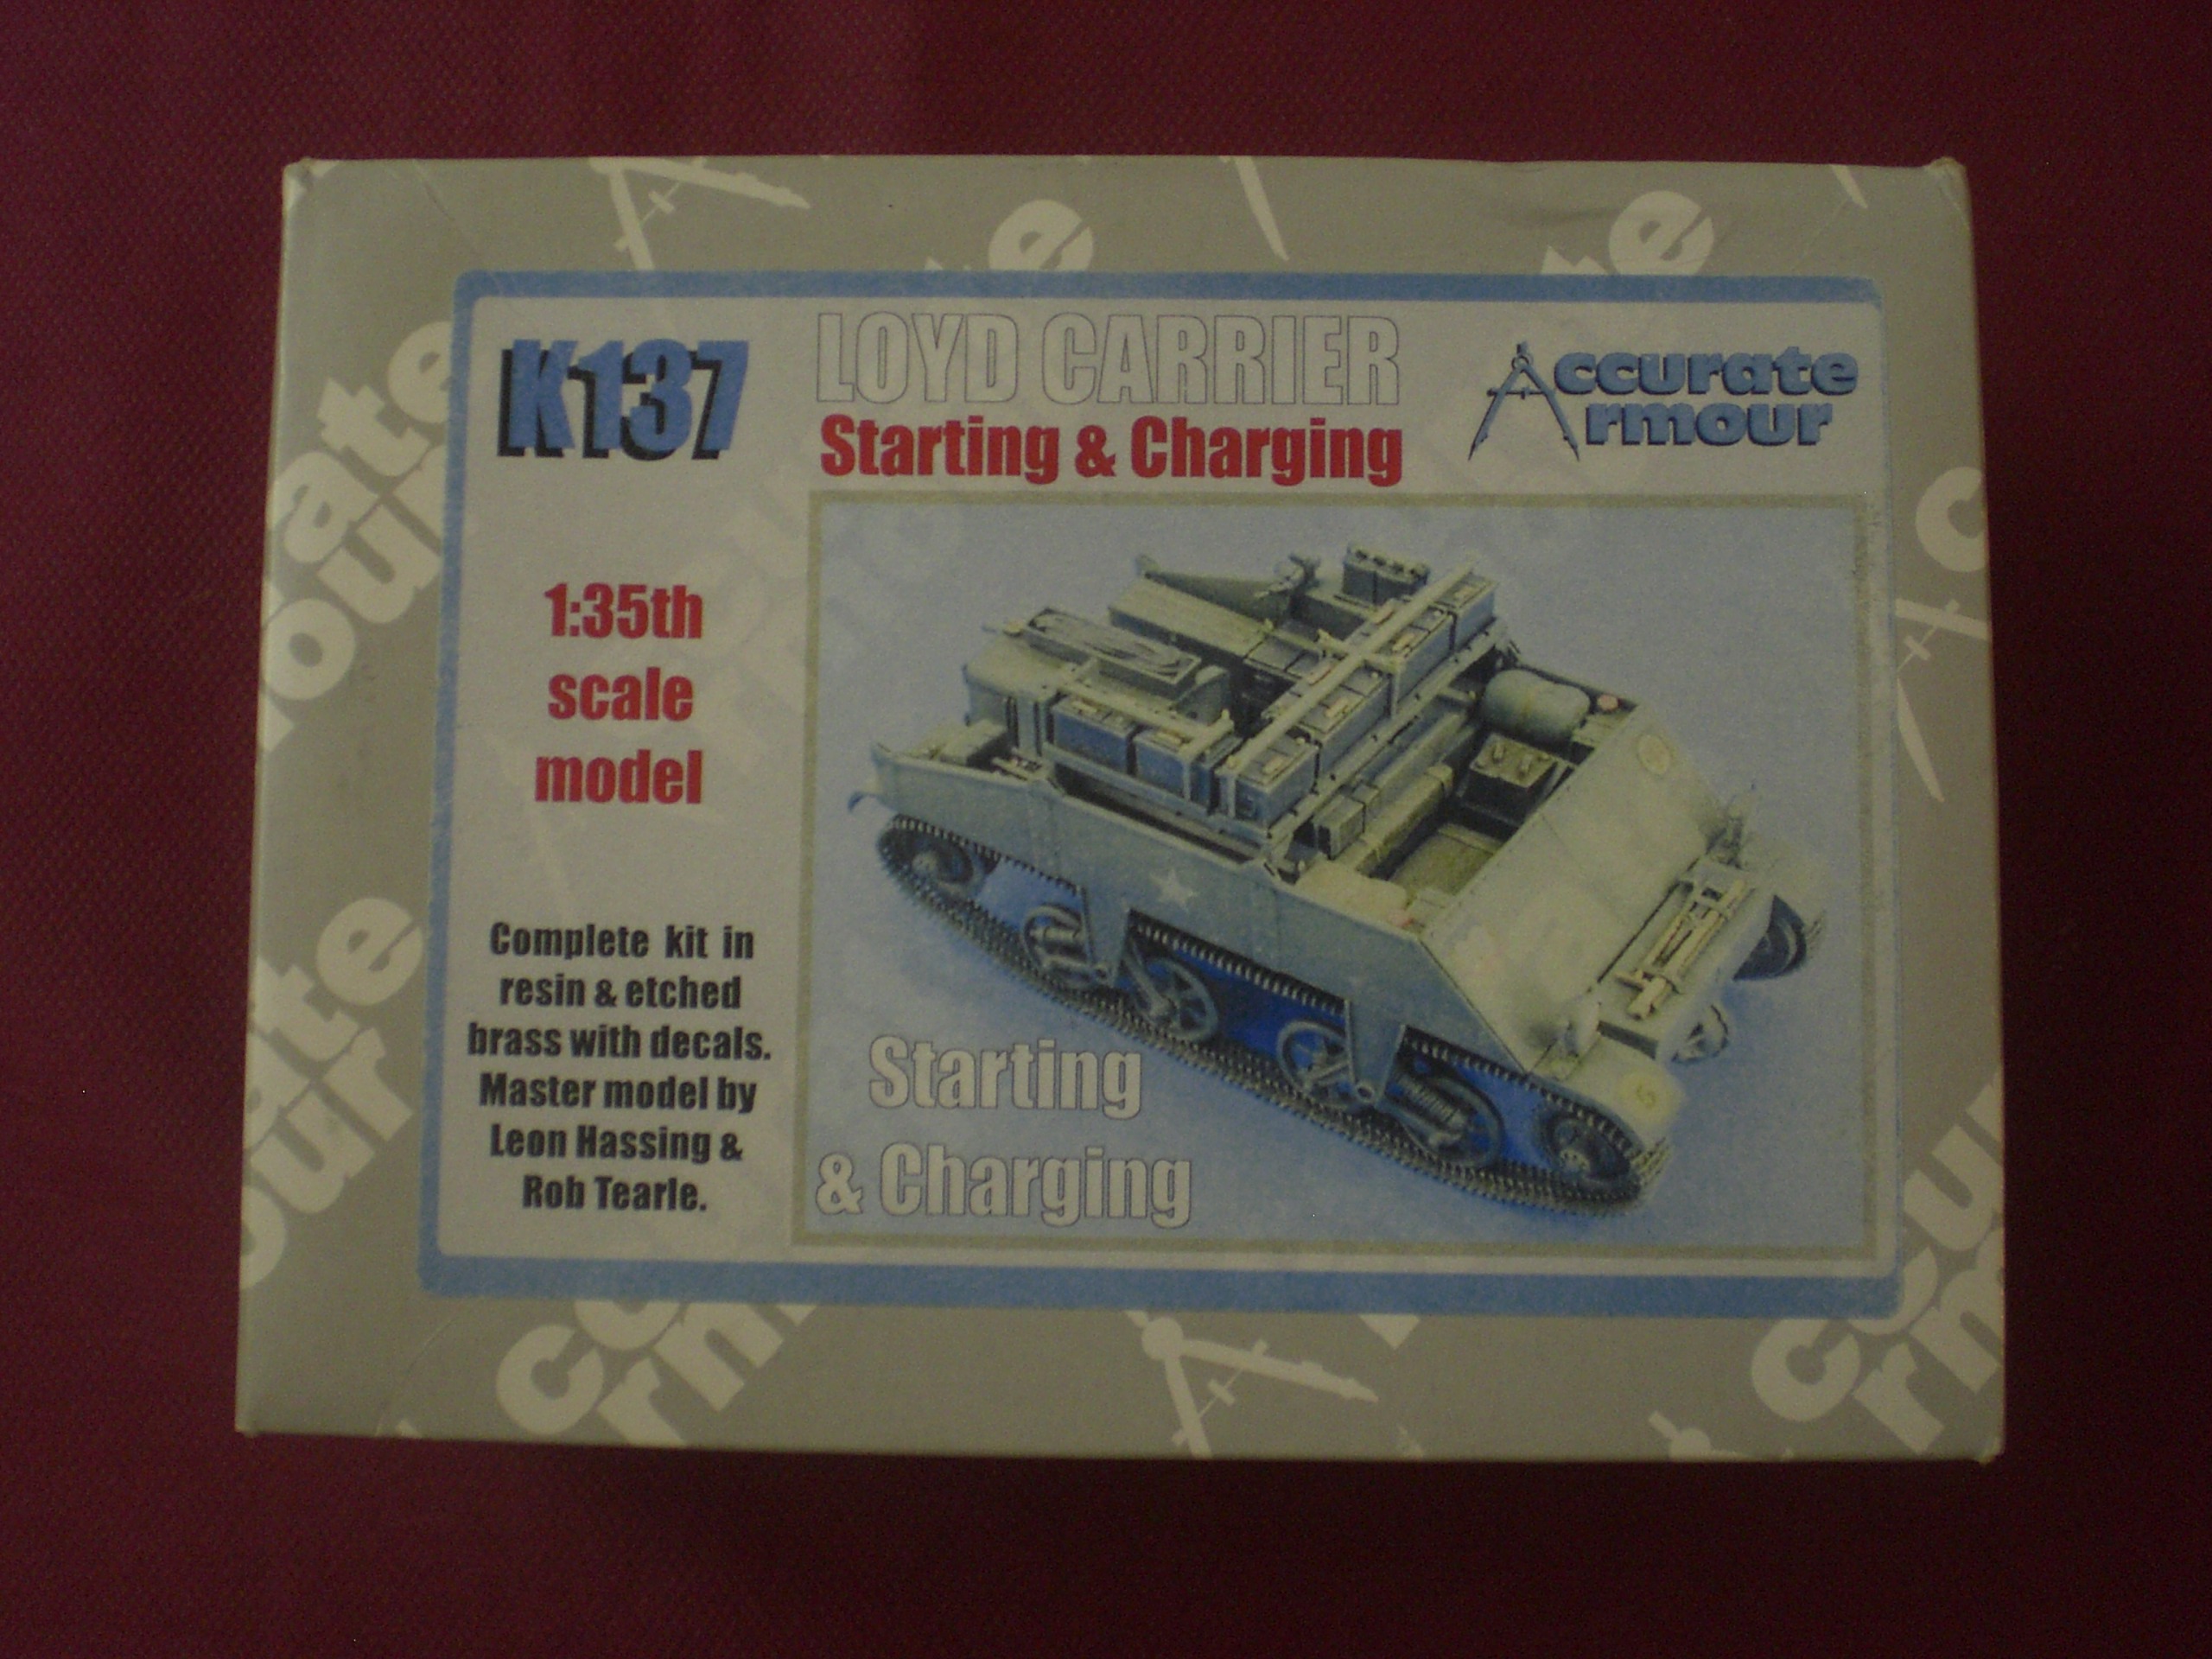 K137
LOYD CARRIER
Starting & Charging
Accurate
Armour
1:35th
scale
model
Complete kit in
resin & etched
brass with decals.
Master model by
Leon Hassing &
Rob Tearle.
Starting
& Charging